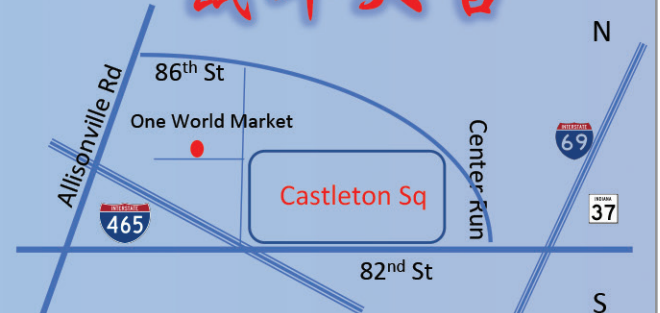 N
86th St
Allisonville Rd
One World Market
Center Run
INTERSTATE
69
Castleton Sq
INDIANA
37
INTERSTATE
465
82nd St
S